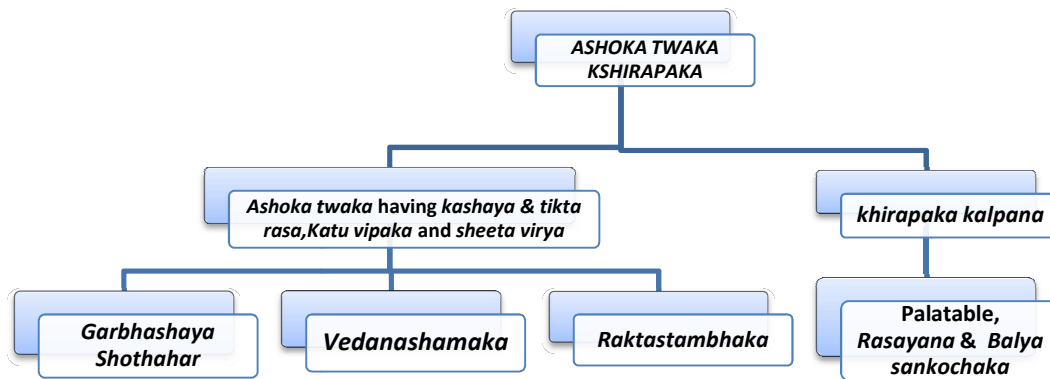 ASHOKA TWAKA
KSHIRAPAKA
Ashoka twaka having kashaya & tikta
rasa,Katu vipaka and sheeta virya
khirapaka kalpana
Garbhashaya
Shothahar
Vedanashamaka
Raktastambhaka
Palatable,
Rasayana & Balya
sankochaka